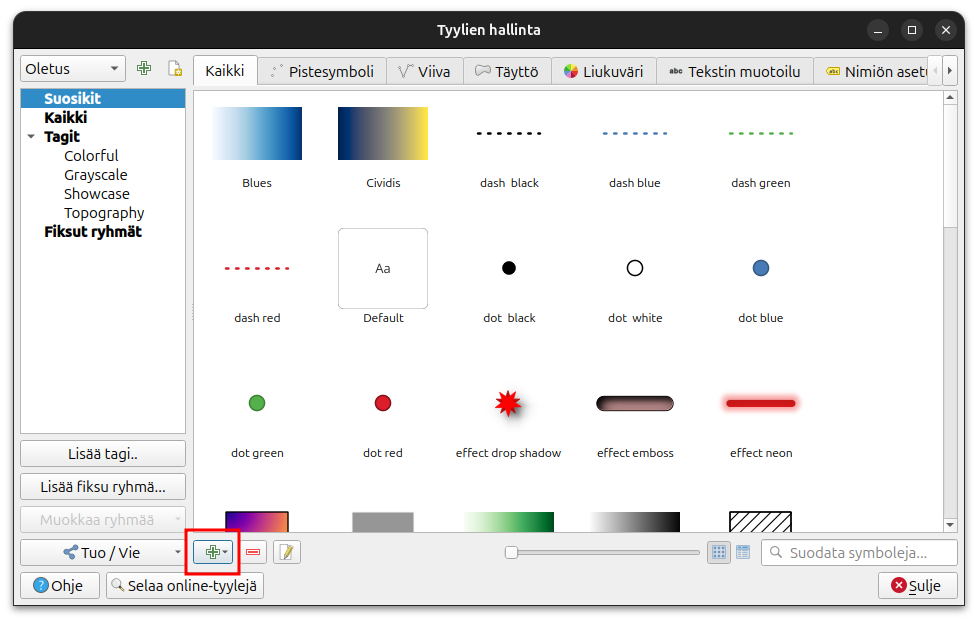 Tyylien hallinta
Oletus
Kaikki
Pistesymboli
Viiva
Täyttö
Liukuväri
abc Tekstin muotoilu
abc Nimiön asetu
Suosikit
Kaikki
Tagit
Colorful
Grayscale
Showcase
Topography
Fiksut ryhmät
Blues
Cividis
dash  black
dash blue
dash green
dash red
Aa
Default
dot  black
dot  white
dot blue
dot green
dot red
effect drop shadow
effect emboss
effect neon
Lisää tagi..
Lisää fiksu ryhmä...
Muokkaa ryhmää
Tuo / Vie
Suodata symboleja...
Ohje
Selaa online-tyylejä
Sulje